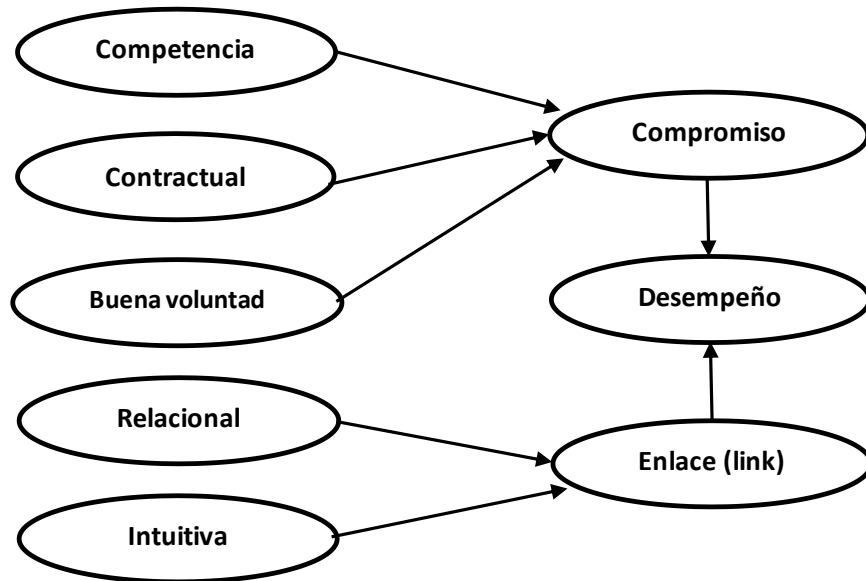 Competencia
Compromiso
Contractual
Buena voluntad
Desempeño
Relacional
Enlace (link)
Intuitiva